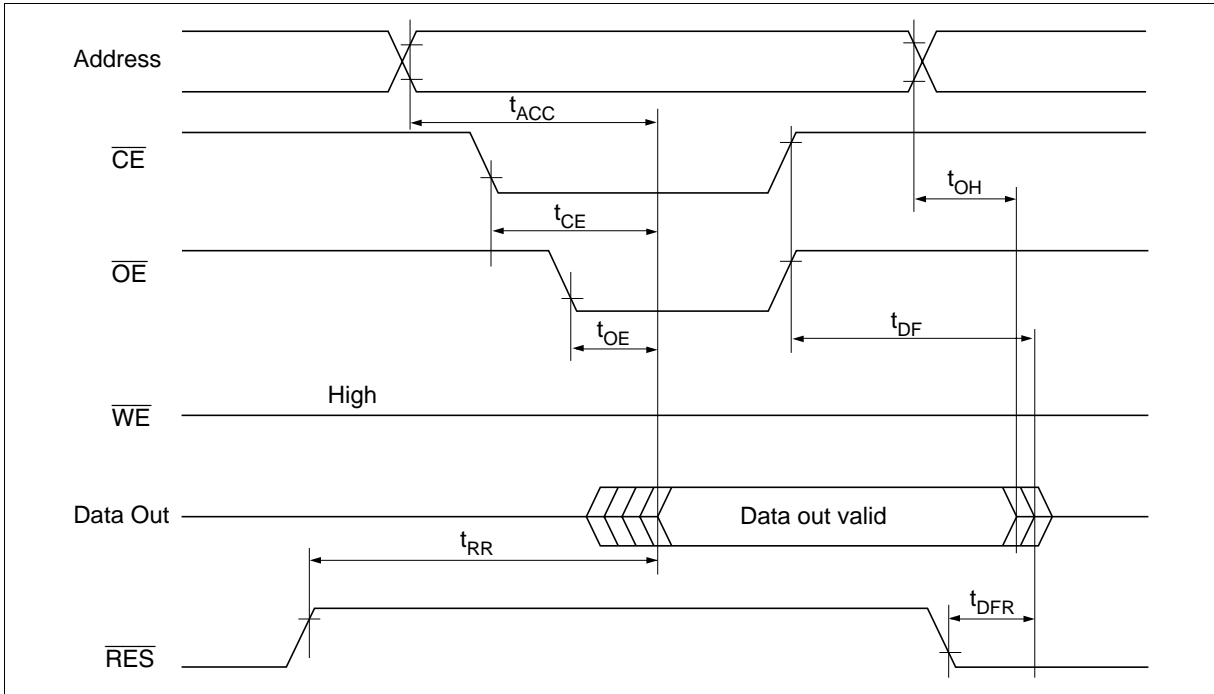 Address
tACC
CE
tOH
tCE
OE
tDF
tOE
High
WE
Data Out
Data out valid
tRR
tDFR
RES